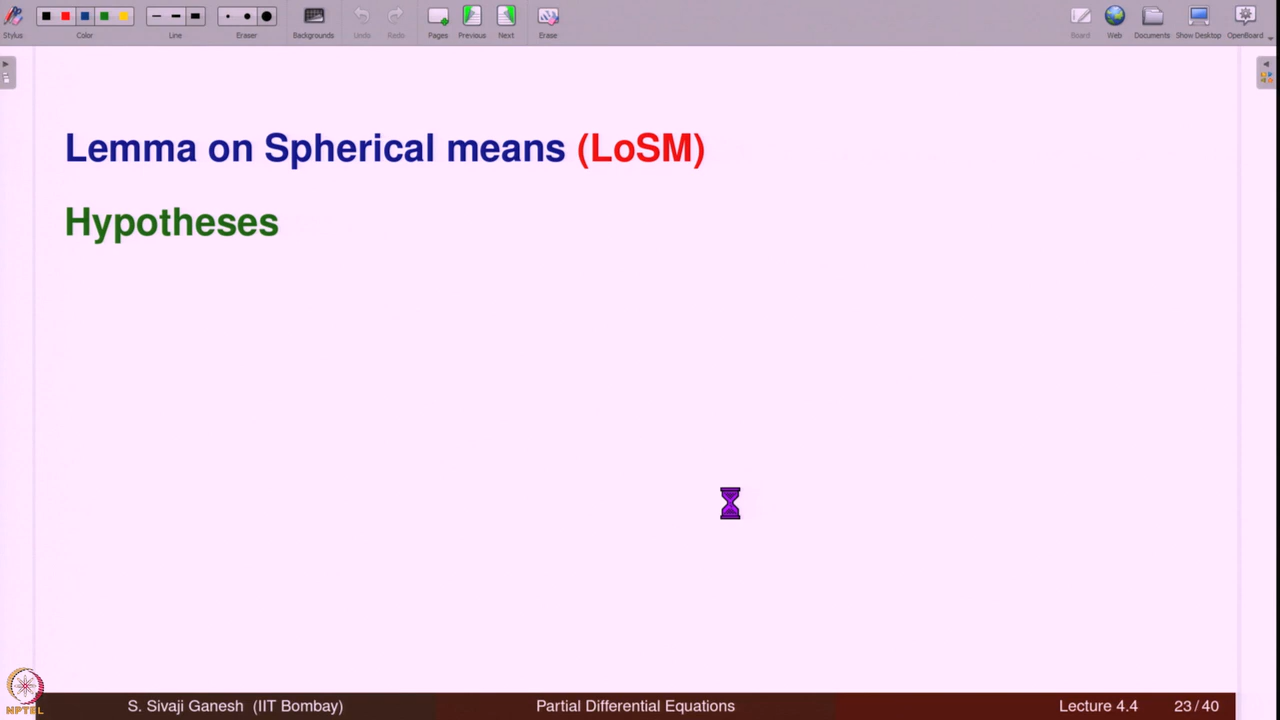 Stylus
Color
Line
Eraser
Backgrounds
Undo
Redo
Pages
Previous
Next
Erase
Board
Web
Documents
Show Desktop
OpenBoard
Lemma on Spherical means (LoSM)
Hypotheses
NPTEL
S. Sivaji Ganesh (IIT Bombay)
Partial Differential Equations
Lecture 4.4
23/40